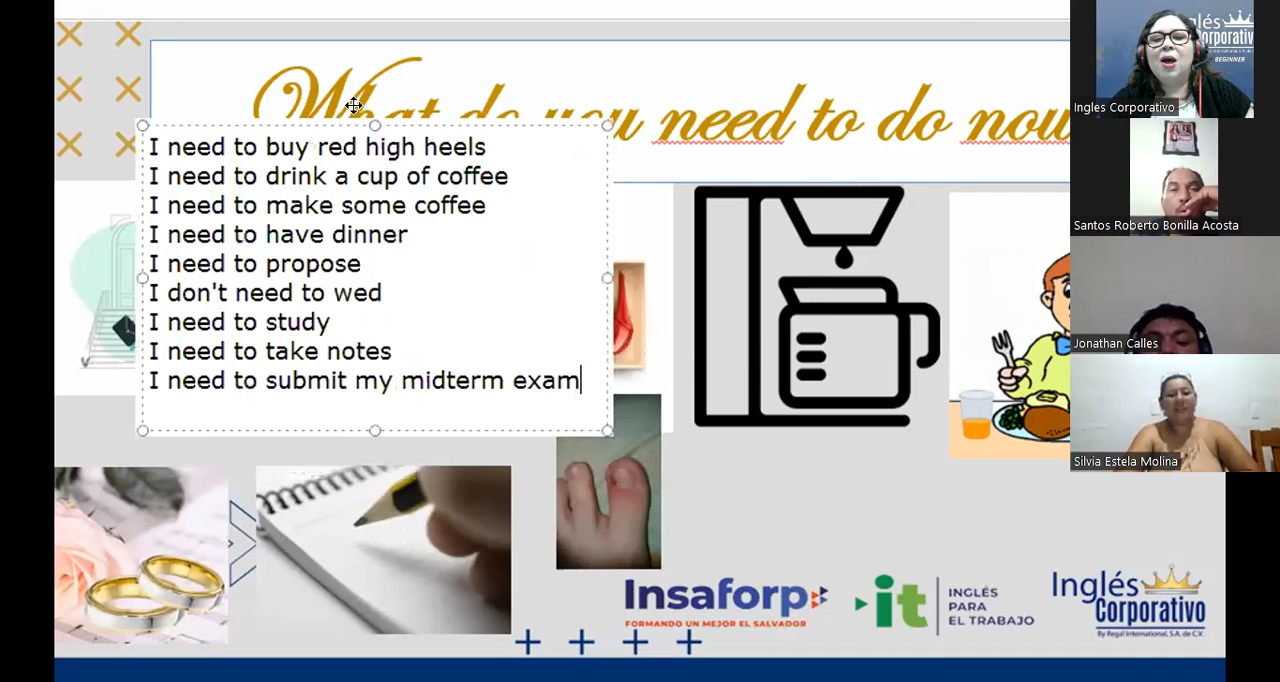 What do you need to do now
I need to buy red high heels
I need to drink a cup of coffee
I need to make some coffee
I need to have dinner
I need to propose
I don't need to wed
I need to study
I need to take notes
I need to submit my midterm exam
Insaforp
FORMANDO UN MEJOR EL SALVADOR
it
INGLÉS
PARA
EL TRABAJO
Inglés
Corporativo
By Regal International, S.A. de C.V.
glés
Corporativo
BEGINNER
Ingles Corporativo
Santos Roberto Bonilla Acosta
Jonathan Calles
Silvia Estela Molina